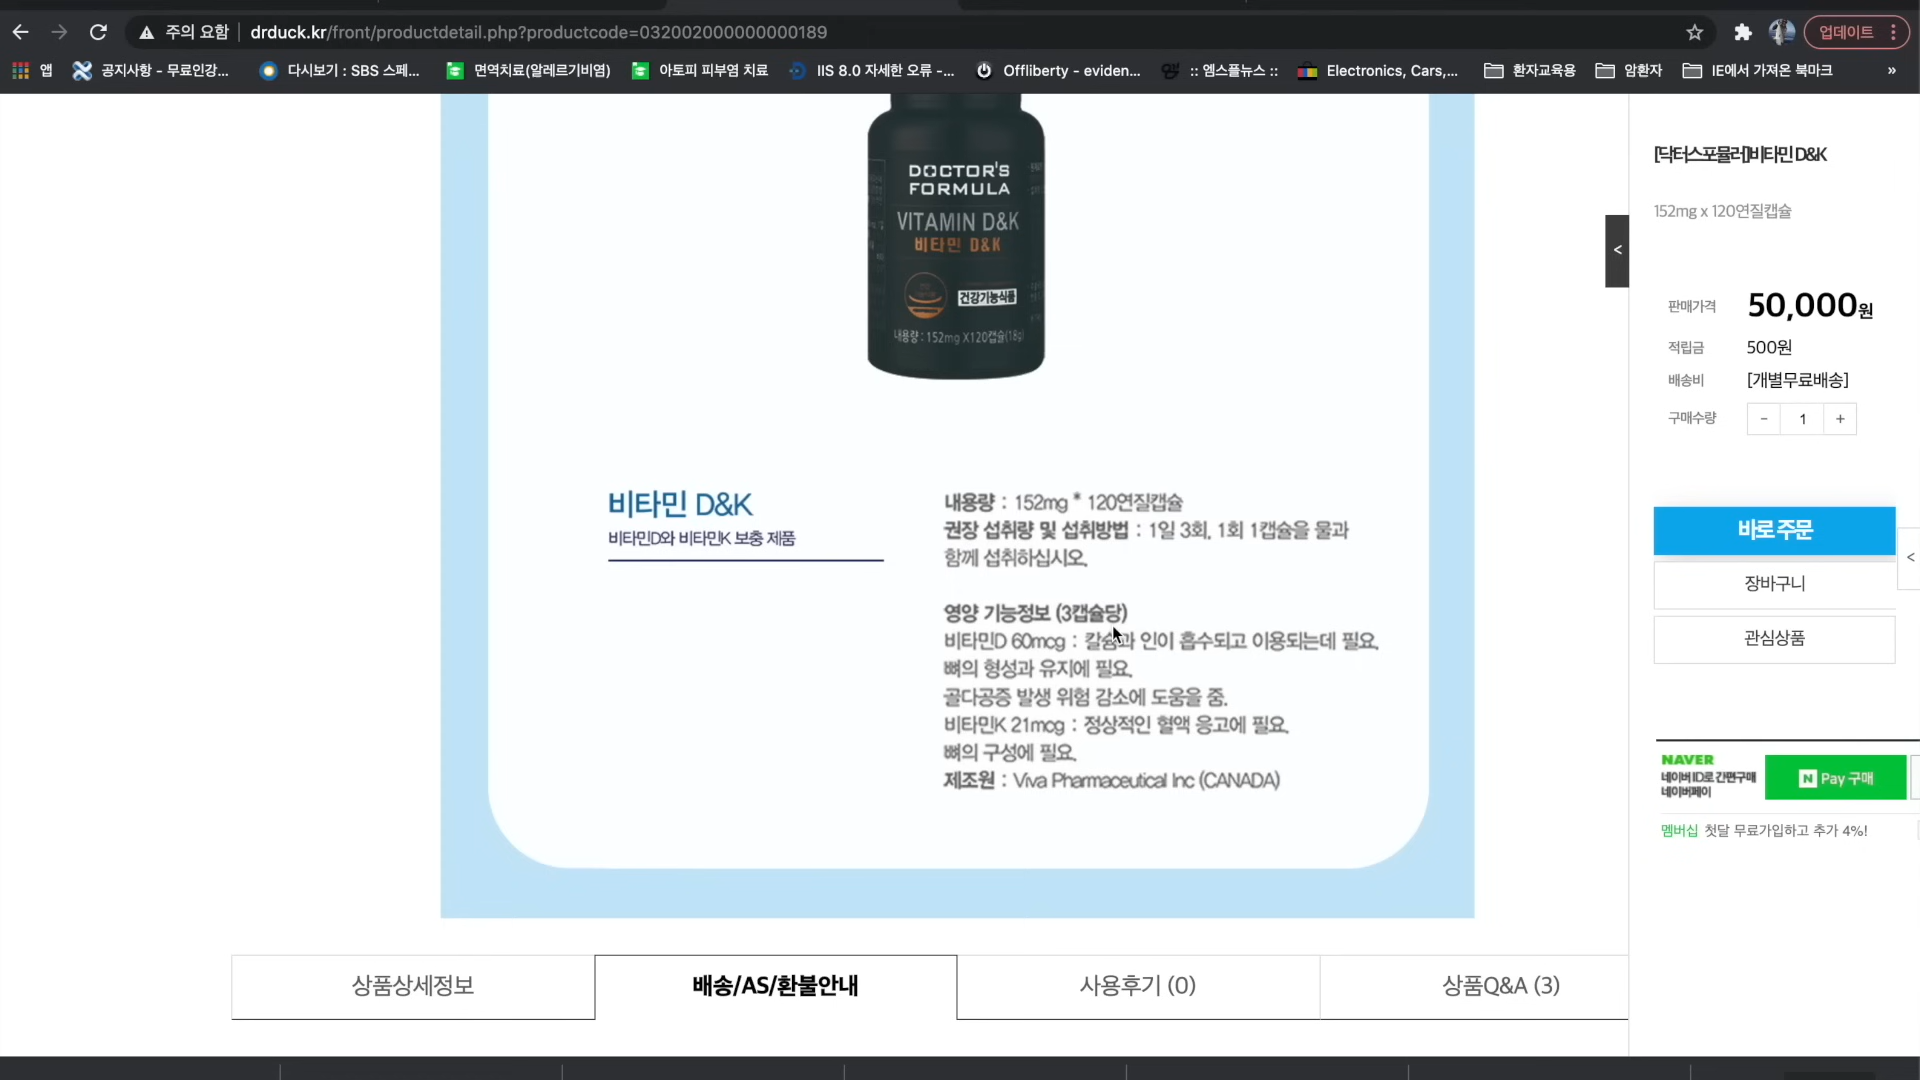 주의 요함
drduck.kr/front/productdetail.php?productcode=032002000000000189
업데이트
앱
공지사항 - 무료인강...
다시보기 : SBS 스페...
면역치료(알레르기비염)
아토피 피부염 치료
IIS 8.0 자세한 오류 -...
Offliberty - eviden...
:: 엠스플뉴스 ::
Electronics, Cars,...
환자교육용
암환자
IE에서 가져온 북마크
»
DOCTOR'S
FORMULA
VITAMIN D&K
비타민 D&K
건강기능식품
내용량 : 152mg X120캡슐(18g)
비타민 D&K
비타민D와 비타민K 보충 제품
내용량 : 152mg * 120연질캡슐
권장 섭취량 및 섭취방법 : 1일 3회, 1회 1캡슐을 물과
함께 섭취하십시오.
영양 기능정보 (3캡슐당)
비타민D 60mcg : 칼슘과 인이 흡수되고 이용되는데 필요.
뼈의 형성과 유지에 필요.
골다공증 발생 위험 감소에 도움을 줌.
비타민K 21mcg : 정상적인 혈액 응고에 필요.
뼈의 구성에 필요.
제조원 : Viva Pharmaceutical Inc (CANADA)
<
[닥터스포뮬러]비타민 D&K
152mg x 120연질캡슐
판매가격 50,000원
적립금 500원
배송비 [개별무료배송]
구매수량 - 1 +
바로 주문
<
장바구니
관심상품
NAVER
네이버 ID로 간편구매
네이버페이
N Pay 구매
멤버십 첫달 무료가입하고 추가 4%!
상품상세정보
배송/AS/환불안내
사용후기 (0)
상품Q&A (3)